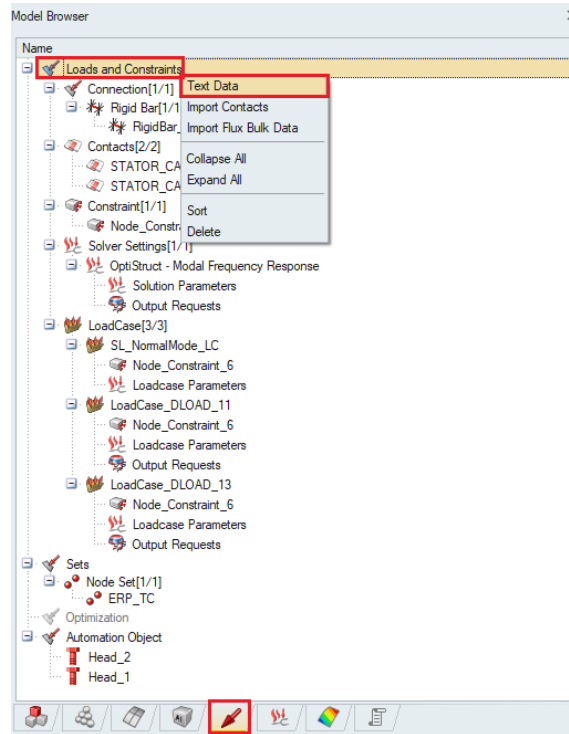 Model Browser
Name
Loads and Constraints
Connection[1/1]
Text Data
Rigid Bar[1/1
Import Contacts
RigidBar_
Import Flux Bulk Data
Contacts[2/2]
STATOR_CA
Collapse All
STATOR_CA
Expand All
Constraint[1/1]
Sort
Node_Constra
Delete
Solver Settings[1/1]
OptiStruct - Modal Frequency Response
Solution Parameters
Output Requests
LoadCase[3/3]
SL_NormalMode_LC
Node_Constraint_6
Loadcase Parameters
LoadCase_DLOAD_11
Node_Constraint_6
Loadcase Parameters
Output Requests
LoadCase_DLOAD_13
Node_Constraint_6
Loadcase Parameters
Output Requests
Sets
Node Set[1/1]
ERP_TC
Optimization
Automation Object
Head_2
Head_1